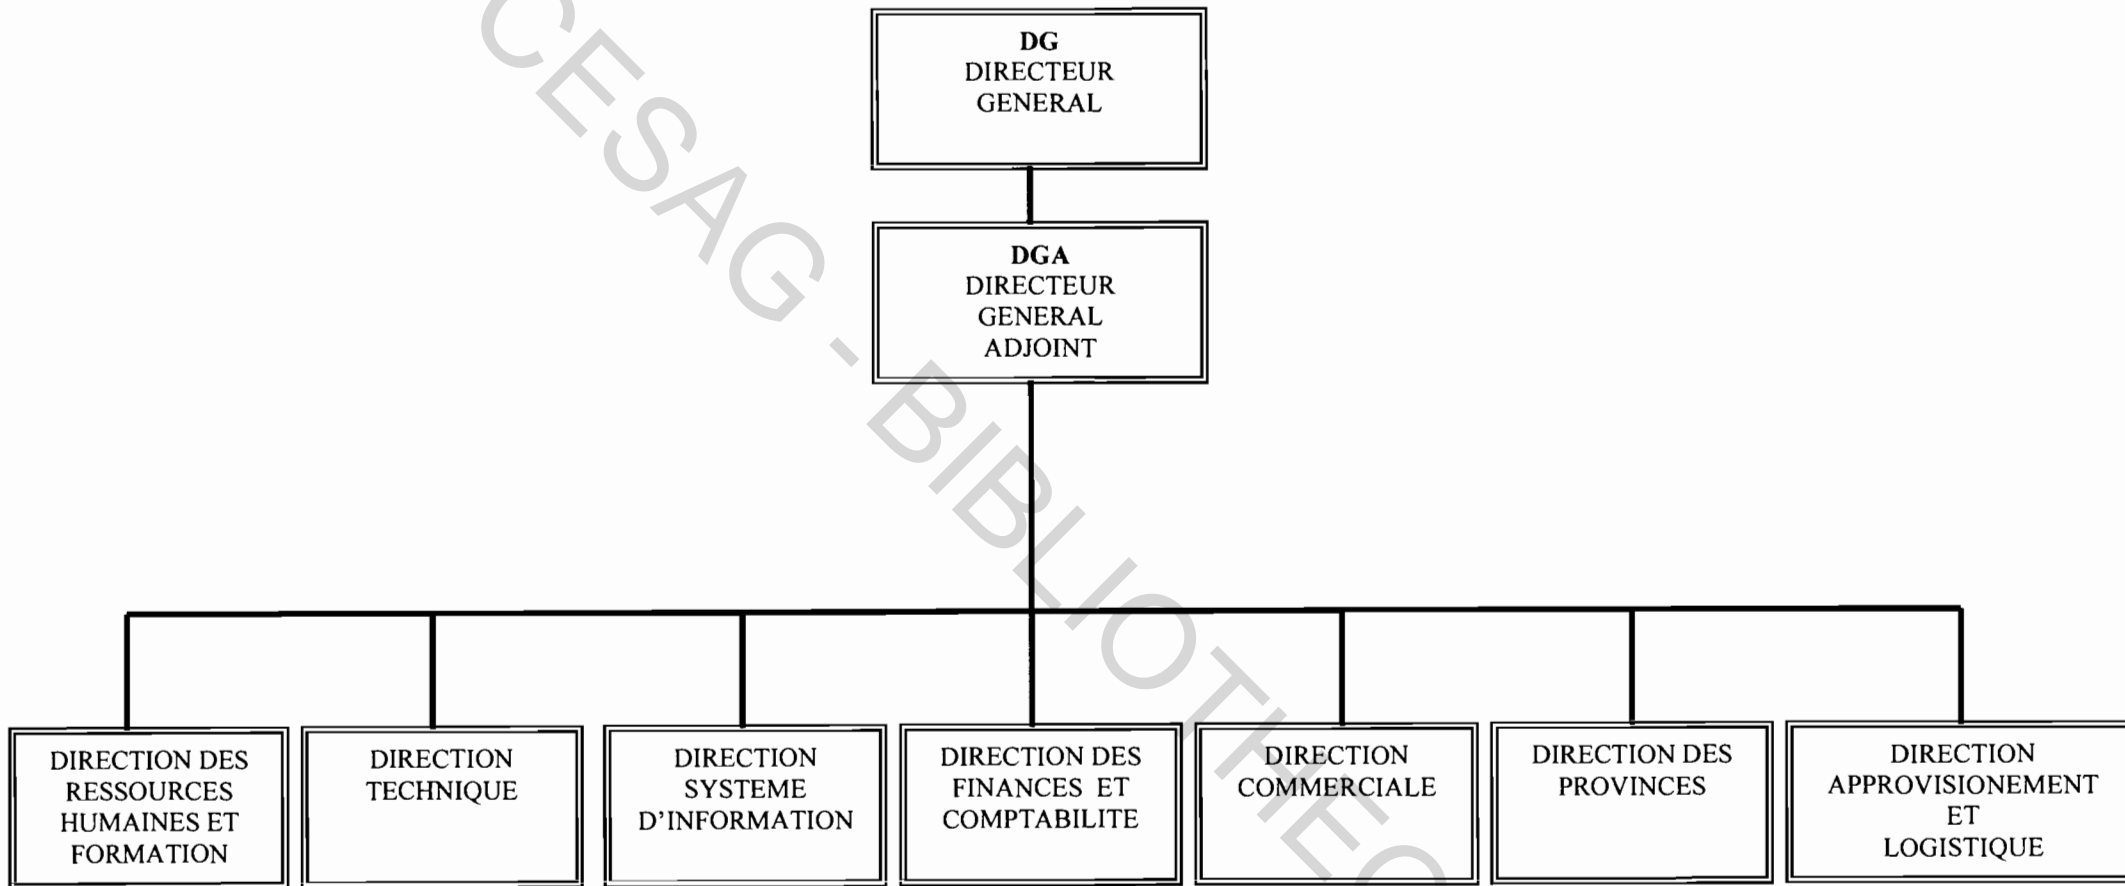 DG
DIRECTEUR
GENERAL
DGA
DIRECTEUR
GENERAL
ADJOINT
DIRECTION DES
RESSOURCES
HUMAINES ET
FORMATION
DIRECTION
TECHNIQUE
DIRECTION
SYSTEME
D'INFORMATION
DIRECTION DES
FINANCES ET
COMPTABILITE
DIRECTION
COMMERCIALE
DIRECTION DES
PROVINCES
DIRECTION
APPROVISIONEMENT
ET
LOGISTIQUE
CESAG - BIBLIOTHEQ